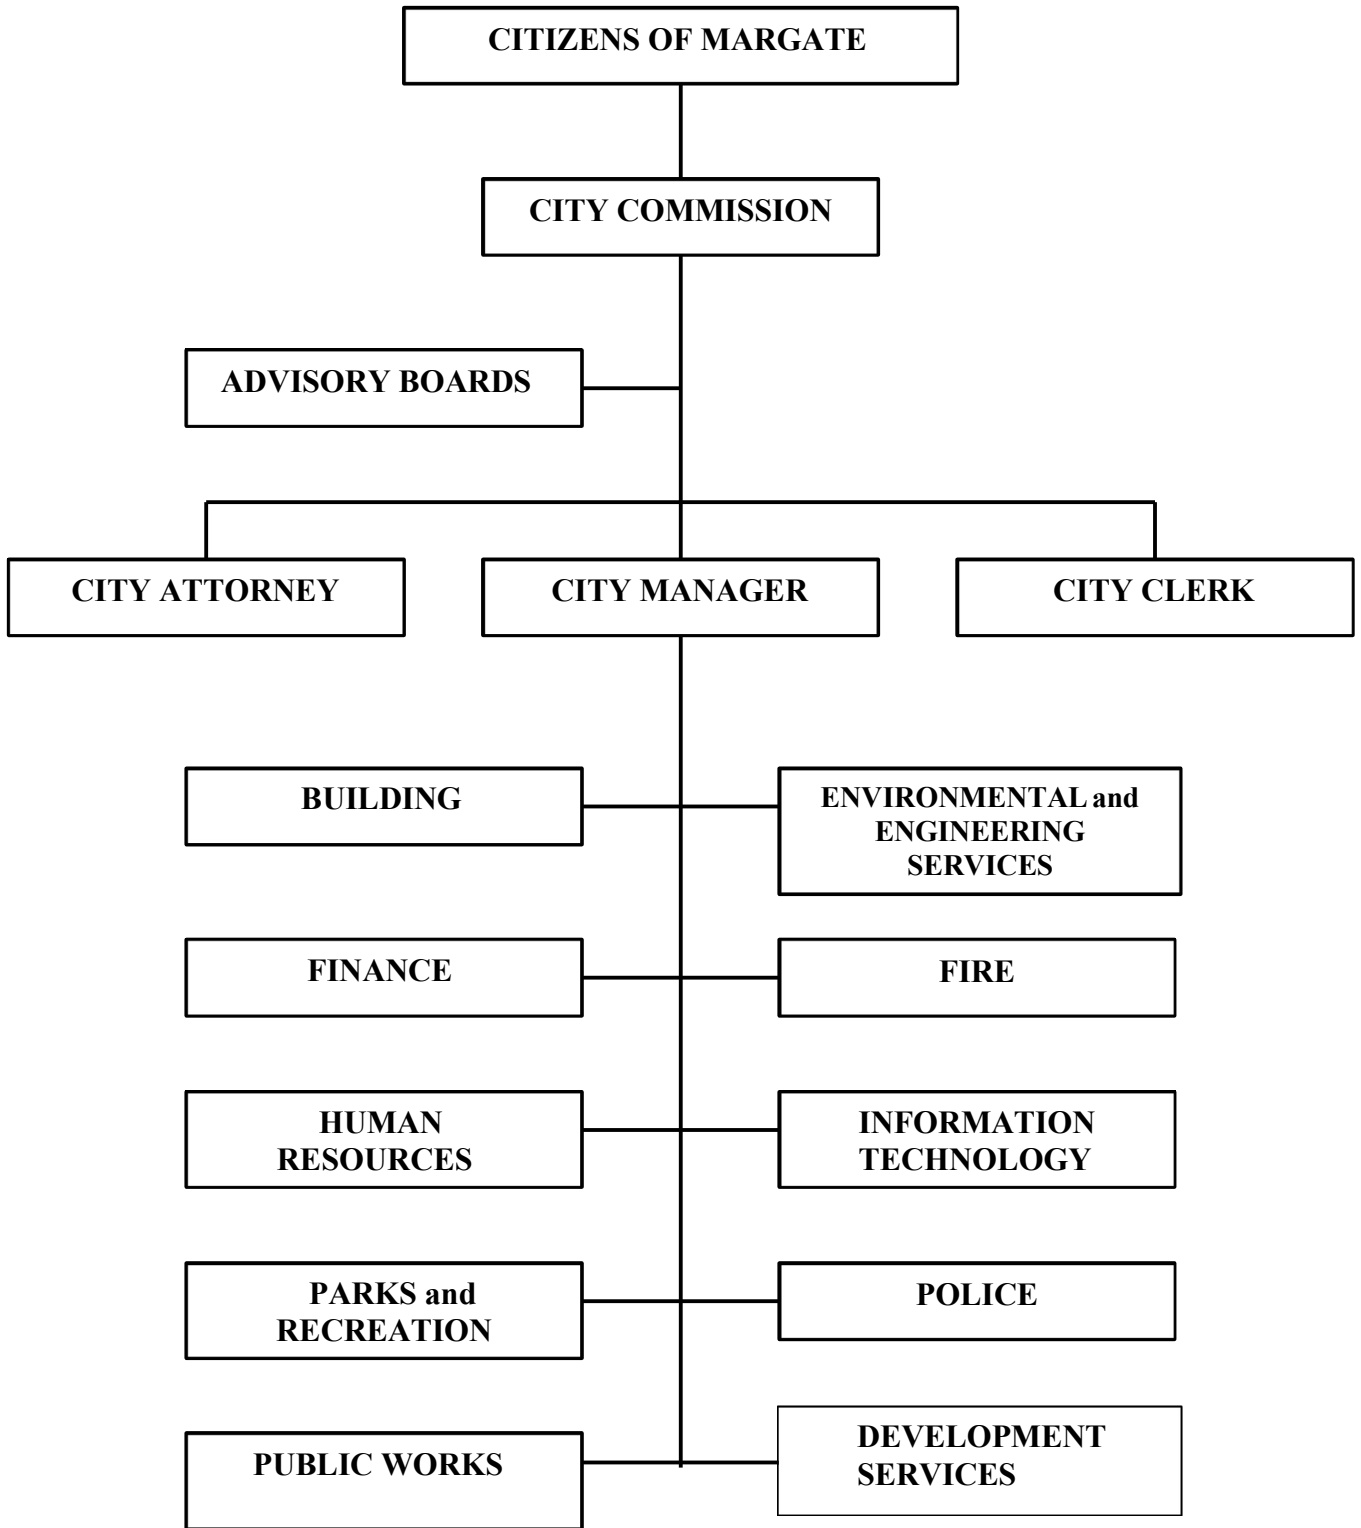 CITIZENS OF MARGATE
CITY COMMISSION
ADVISORY BOARDS
CITY ATTORNEY
CITY MANAGER
CITY CLERK
BUILDING
ENVIRONMENTAL and
ENGINEERING
SERVICES
FINANCE
FIRE
HUMAN
RESOURCES
INFORMATION
TECHNOLOGY
PARKS and
RECREATION
POLICE
PUBLIC WORKS
DEVELOPMENT
SERVICES